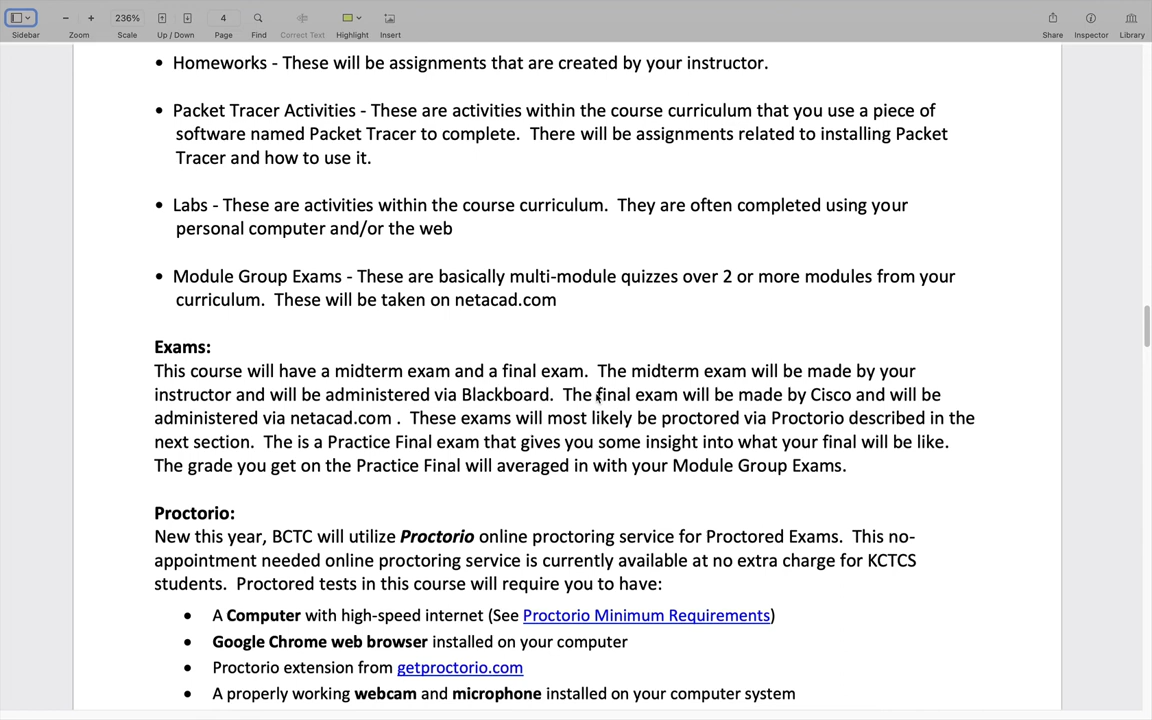 236%
4
Sidebar
Zoom
Scale
Up / Down
Page
Find
Correct Text
Highlight
Insert
Share
Inspector
Library
• Homeworks - These will be assignments that are created by your instructor.
• Packet Tracer Activities - These are activities within the course curriculum that you use a piece of
software named Packet Tracer to complete.  There will be assignments related to installing Packet
Tracer and how to use it.
• Labs - These are activities within the course curriculum.  They are often completed using your
personal computer and/or the web
• Module Group Exams - These are basically multi-module quizzes over 2 or more modules from your
curriculum.  These will be taken on netacad.com
Exams:
This course will have a midterm exam and a final exam.  The midterm exam will be made by your
instructor and will be administered via Blackboard.  The final exam will be made by Cisco and will be
administered via netacad.com .  These exams will most likely be proctored via Proctorio described in the
next section.  The is a Practice Final exam that gives you some insight into what your final will be like.
The grade you get on the Practice Final will averaged in with your Module Group Exams.
Proctorio:
New this year, BCTC will utilize Proctorio online proctoring service for Proctored Exams.  This no-
appointment needed online proctoring service is currently available at no extra charge for KCTCS
students.  Proctored tests in this course will require you to have:
• A Computer with high-speed internet (See Proctorio Minimum Requirements)
• Google Chrome web browser installed on your computer
• Proctorio extension from getproctorio.com
• A properly working webcam and microphone installed on your computer system